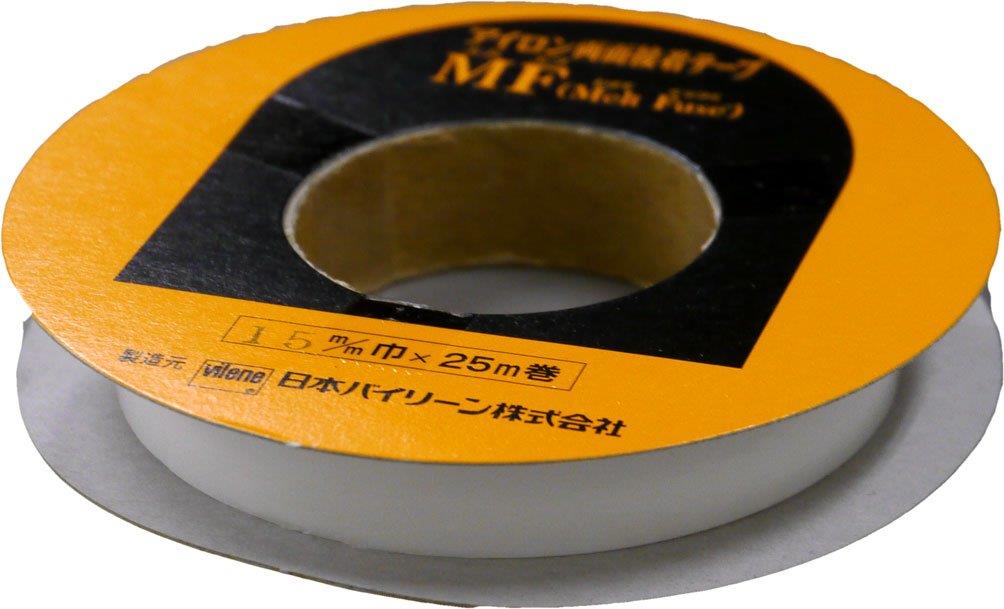 アイロン両面接着テープ
MF(Melt Fuse)
15m/m巾×25m巻
製造元 vilene 日本バイリーン株式会社